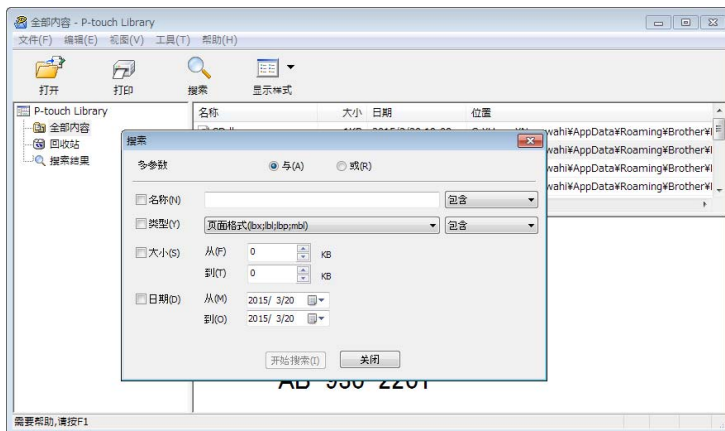 全部内容 - P-touch Library
文件(F) 编辑(E) 视图(V) 工具(T) 帮助(H)
打开 打印 搜索 显示样式
P-touch Library
全部内容
回收站
搜索结果
名称 大小 日期 位置
wahi¥AppData¥Roaming¥Brother¥
wahi¥AppData¥Roaming¥Brother¥
wahi¥AppData¥Roaming¥Brother¥
wahi¥AppData¥Roaming¥Brother¥
搜索
多参数 与(A) 或(R)
名称(N) 包含
类型(Y) 页面格式(lbx;lbl;lbp;mbl) 包含
大小(S) 从(F) 0 KB
到(T) 0 KB
日期(D) 从(M) 2015/ 3/20
到(O) 2015/ 3/20
开始搜索(I) 关闭
AB 930 2201
需要帮助,请按F1